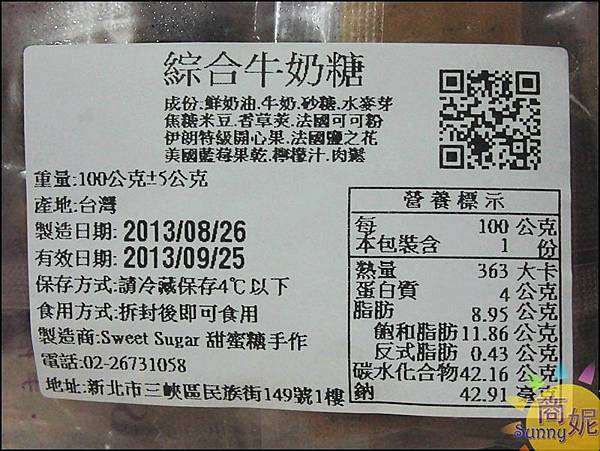 綜合牛奶糖
成份:鮮奶油.牛奶.砂糖.水麥芽
焦糖米豆.香草莢.法國可可粉
伊朗特級開心果.法國鹽之花
美國藍莓果乾.檸檬汁.肉鬆
重量:100公克±5公克
產地:台灣
製造日期: 2013/08/26
有效日期: 2013/09/25
保存方式:請冷藏保存4℃以下
食用方式:拆封後即可食用
製造商:Sweet Sugar 甜蜜糖手作
電話:02-26731058
地址:新北市三峽區民族街149號1樓
營養標示
每 100 公克
本包裝含 1 份
熱量 363 大卡
蛋白質 4 公克
脂肪 8.95 公克
飽和脂肪 11.86 公克
反式脂肪 0.43 公克
碳水化合物 42.16 公克
鈉 42.91 毫克
商妮
Sunny